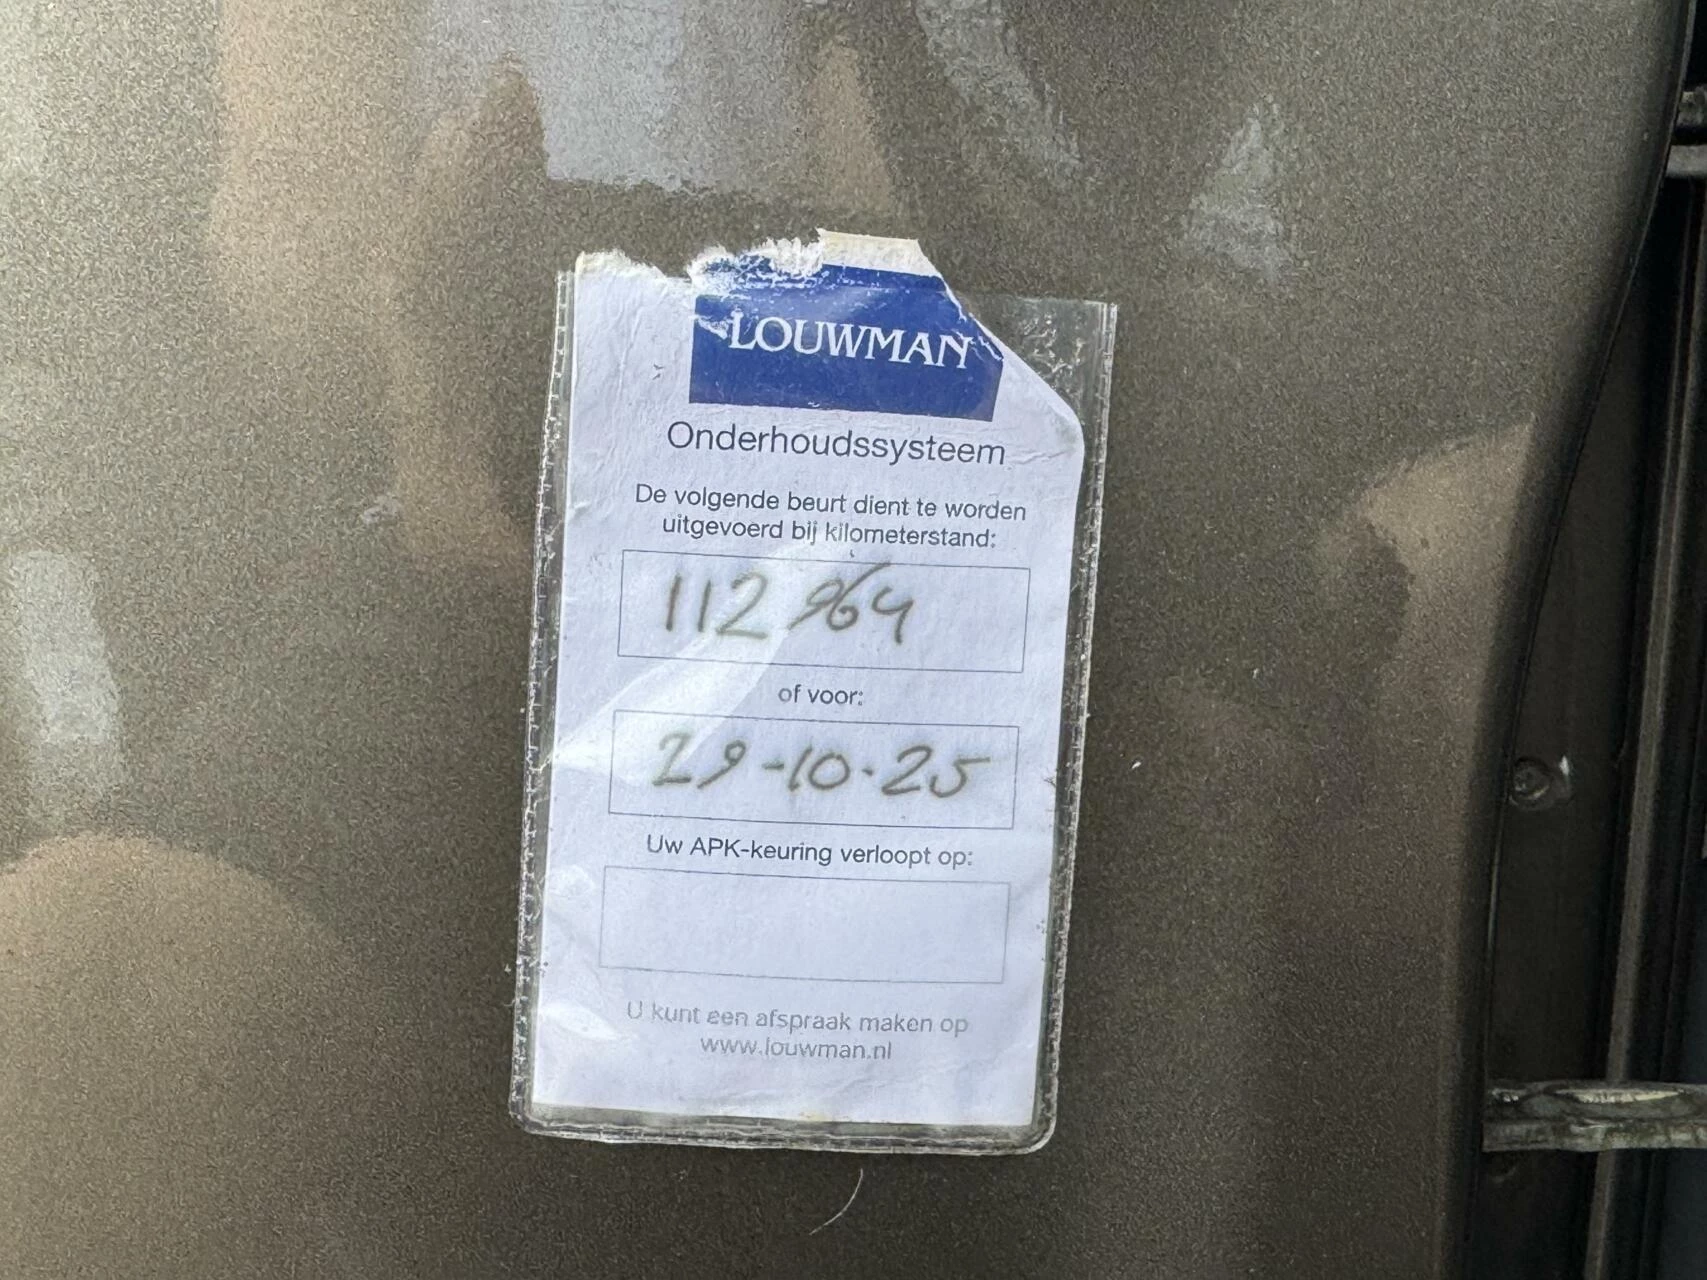 LOUWMAN
Onderhoudssysteem
De volgende beurt dient te worden
uitgevoerd bij kilometerstand:
112 964
of voor:
29-10-25
Uw APK-keuring verloopt op:
U kunt een afspraak maken op
www.louwman.nl